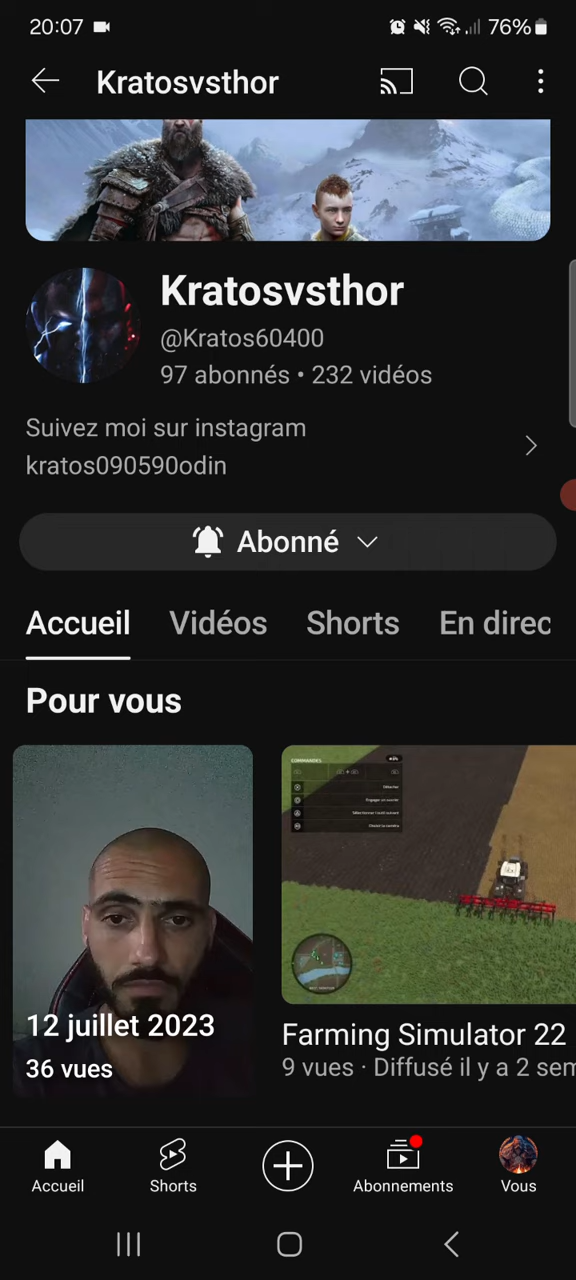 20:07
76%
Kratosvsthor
Kratosvsthor
@Kratos60400
97 abonnés • 232 vidéos
Suivez moi sur instagram
kratos090590odin
Abonné
Accueil Vidéos Shorts En direc
Pour vous
COMMANDES
12 juillet 2023
36 vues
Farming Simulator 22
9 vues · Diffusé il y a 2 sem
Accueil
Shorts
Abonnements
Vous